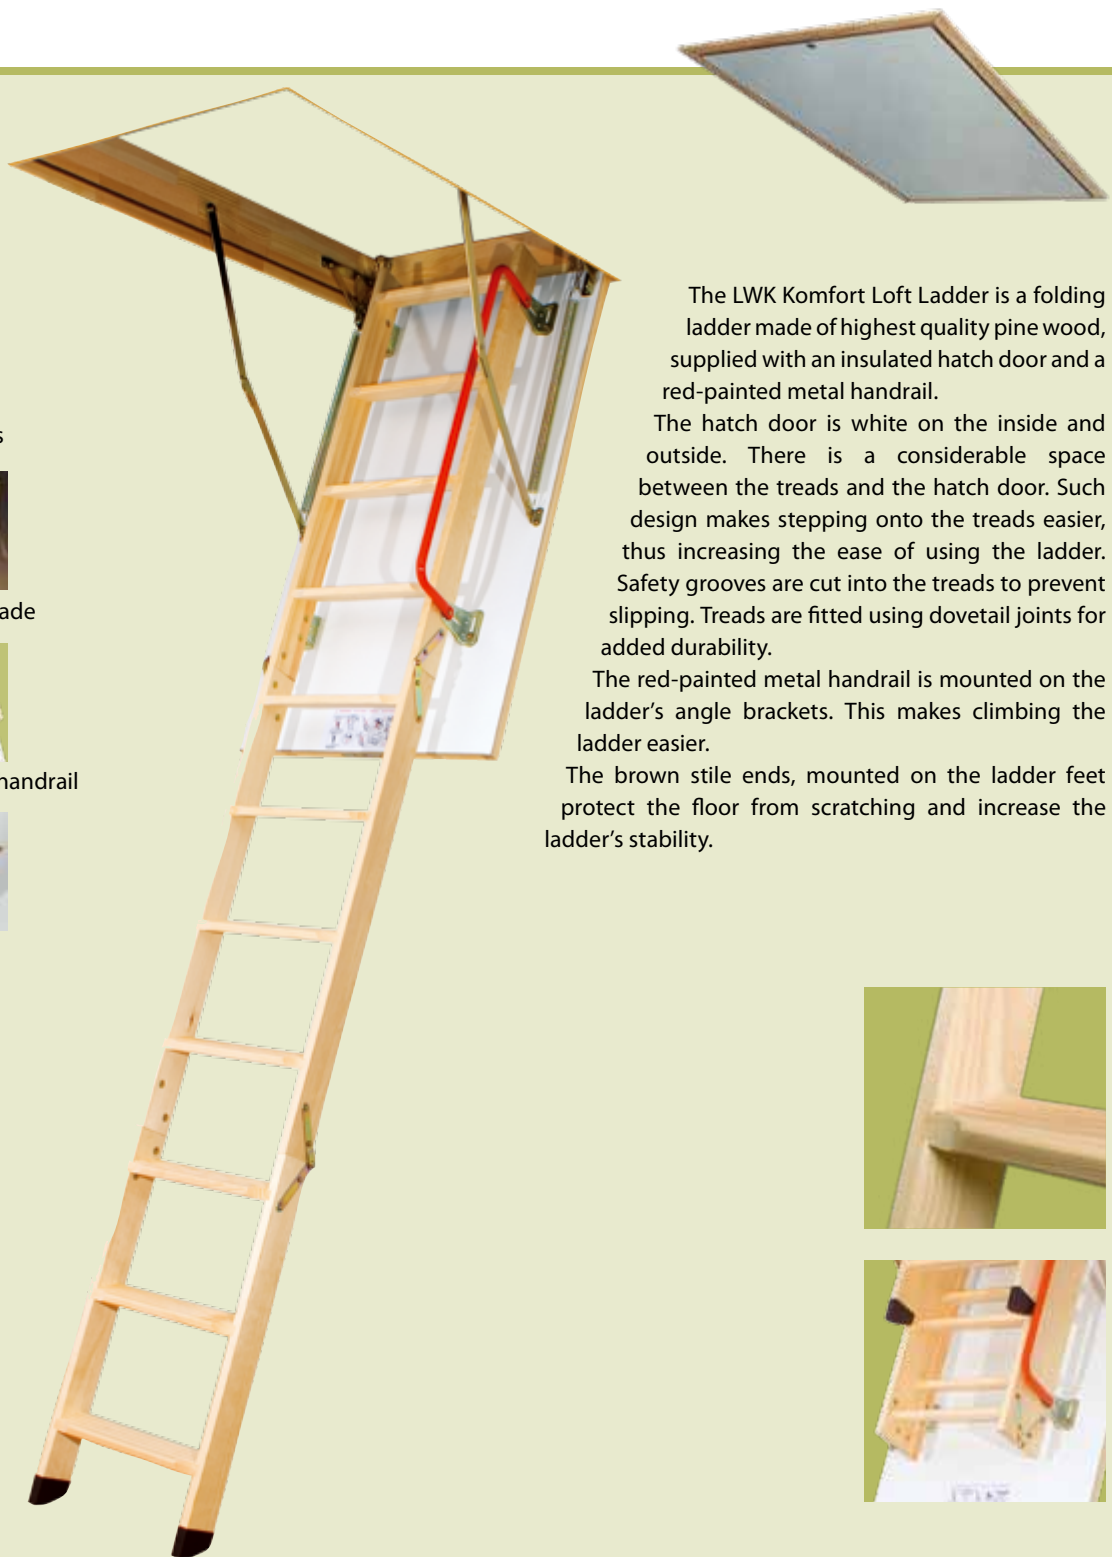 The LWK Komfort Loft Ladder is a folding
ladder made of highest quality pine wood,
supplied with an insulated hatch door and a
red-painted metal handrail.
The hatch door is white on the inside and
outside. There is a considerable space
between the treads and the hatch door. Such
design makes stepping onto the treads easier,
thus increasing the ease of using the ladder.
Safety grooves are cut into the treads to prevent
slipping. Treads are fitted using dovetail joints for
added durability.
The red-painted metal handrail is mounted on the
ladder's angle brackets. This makes climbing the
ladder easier.
The brown stile ends, mounted on the ladder feet
protect the floor from scratching and increase the
ladder's stability.
s
ade
handrail